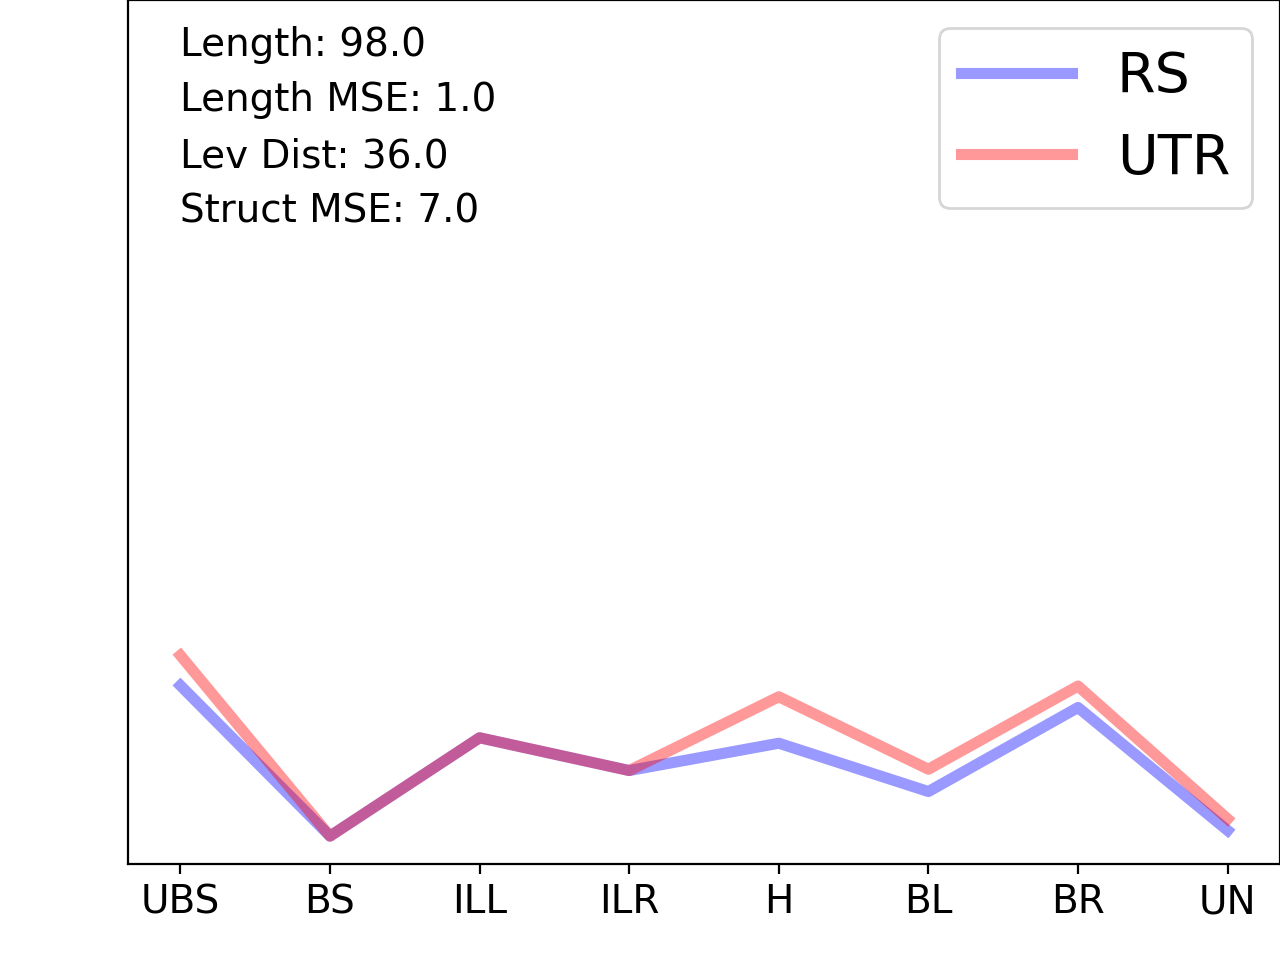 Length: 98.0
Length MSE: 1.0
Lev Dist: 36.0
Struct MSE: 7.0
RS
UTR
UBS BS ILL ILR H BL BR UN